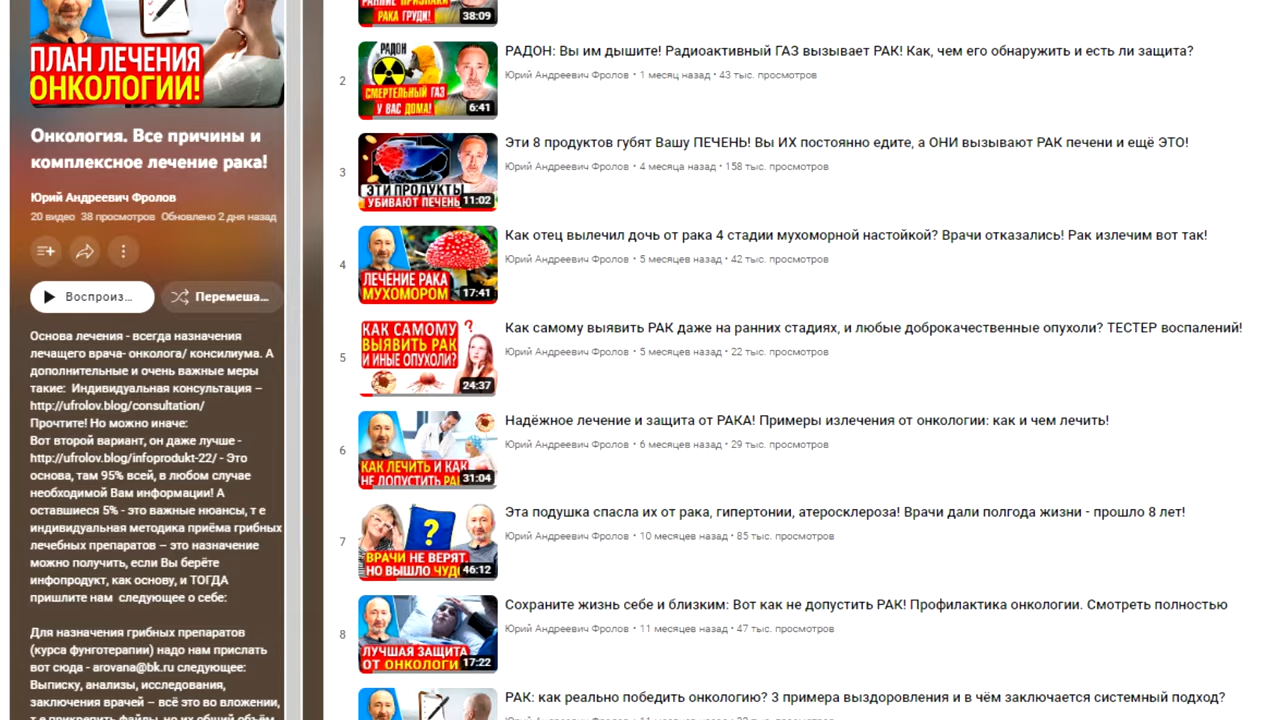 ПЛАН ЛЕЧЕНИЯ
ОНКОЛОГИИ!
Онкология. Все причины и
комплексное лечение рака!
Юрий Андреевич Фролов
20 видео 38 просмотров Обновлено 2 дня назад
Воспроиз...
Перемеша...
Основа лечения - всегда назначения
лечащего врача- онколога/ консилиума. А
дополнительные и очень важные меры
такие: Индивидуальная консультация –
http://ufrolov.blog/consultation/
Прочтите! Но можно иначе:
Вот второй вариант, он даже лучше -
http://ufrolov.blog/infoprodukt-22/ - Это
основа, там 95% всей, в любом случае
необходимой Вам информации! А
оставшиеся 5% - это важные нюансы, т е
индивидуальная методика приёма грибных
лечебных препаратов – это назначение
можно получить, если Вы берёте
инфопродукт, как основу, и ТОГДА
пришлите нам следующее о себе:
Для назначения грибных препаратов
(курса фунготерапии) надо нам прислать
вот сюда - arovana@bk.ru следующее:
Выписку, анализы, исследования,
заключения врачей – всё это во вложении,
т е прикрепить файлы, но их общий объём
РАННИЕ ПРИЗНАКИ
РАКА ГРУДИ!
38:09
2
РАДОН
СМЕРТЕЛЬНЫЙ ГАЗ
У ВАС ДОМА!
6:41
РАДОН: Вы им дышите! Радиоактивный ГАЗ вызывает РАК! Как, чем его обнаружить и есть ли защита?
Юрий Андреевич Фролов • 1 месяц назад • 43 тыс. просмотров
3
ЭТИ ПРОДУКТЫ
УБИВАЮТ ПЕЧЕНЬ
11:02
Эти 8 продуктов губят Вашу ПЕЧЕНЬ! Вы ИХ постоянно едите, а ОНИ вызывают РАК печени и ещё ЭТО!
Юрий Андреевич Фролов • 4 месяца назад • 158 тыс. просмотров
4
ЛЕЧЕНИЕ РАКА
МУХОМОРОМ
17:41
Как отец вылечил дочь от рака 4 стадии мухоморной настойкой? Врачи отказались! Рак излечим вот так!
Юрий Андреевич Фролов • 5 месяцев назад • 42 тыс. просмотров
5
КАК САМОМУ ?
ВЫЯВИТЬ РАК
И ИНЫЕ ОПУХОЛИ?
24:37
Как самому выявить РАК даже на ранних стадиях, и любые доброкачественные опухоли? ТЕСТЕР воспалений!
Юрий Андреевич Фролов • 5 месяцев назад • 22 тыс. просмотров
6
КАК ЛЕЧИТЬ И КАК
НЕ ДОПУСТИТЬ РАК
31:04
Надёжное лечение и защита от РАКА! Примеры излечения от онкологии: как и чем лечить!
Юрий Андреевич Фролов • 6 месяцев назад • 29 тыс. просмотров
7
?
ВРАЧИ НЕ ВЕРЯТ,
НО ВЫШЛО ЧУДО
46:12
Эта подушка спасла их от рака, гипертонии, атеросклероза! Врачи дали полгода жизни - прошло 8 лет!
Юрий Андреевич Фролов • 10 месяцев назад • 85 тыс. просмотров
8
ЛУЧШАЯ ЗАЩИТА
ОТ ОНКОЛОГИ
17:22
Сохраните жизнь себе и близким: Вот как не допустить РАК! Профилактика онкологии. Смотреть полностью
Юрий Андреевич Фролов • 11 месяцев назад • 47 тыс. просмотров
РАК: как реально победить онкологию? 3 примера выздоровления и в чём заключается системный подход?